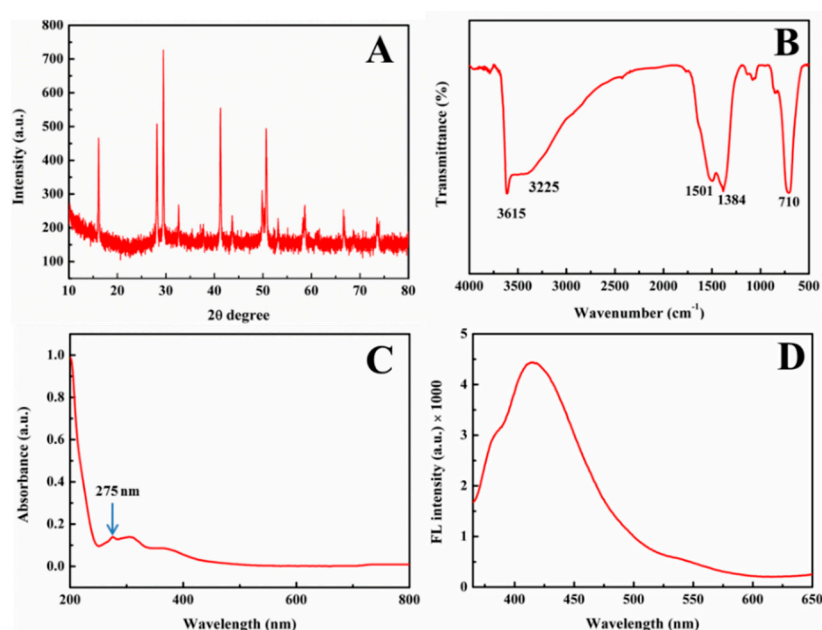 A
800
700
600
500
400
300
200
100
Intensity (a.u.)
10 20 30 40 50 60 70 80
2θ degree
B
Transmittance (%)
3615
3225
1501
1384
710
4000 3500 3000 2500 2000 1500 1000 500
Wavenumber (cm⁻¹)
C
1.0
0.8
0.6
0.4
0.2
0.0
Absorbance (a.u.)
275 nm
200 400 600 800
Wavelength (nm)
D
5
4
3
2
1
0
FL intensity (a.u.) × 1000
400 450 500 550 600 650
Wavelength (nm)